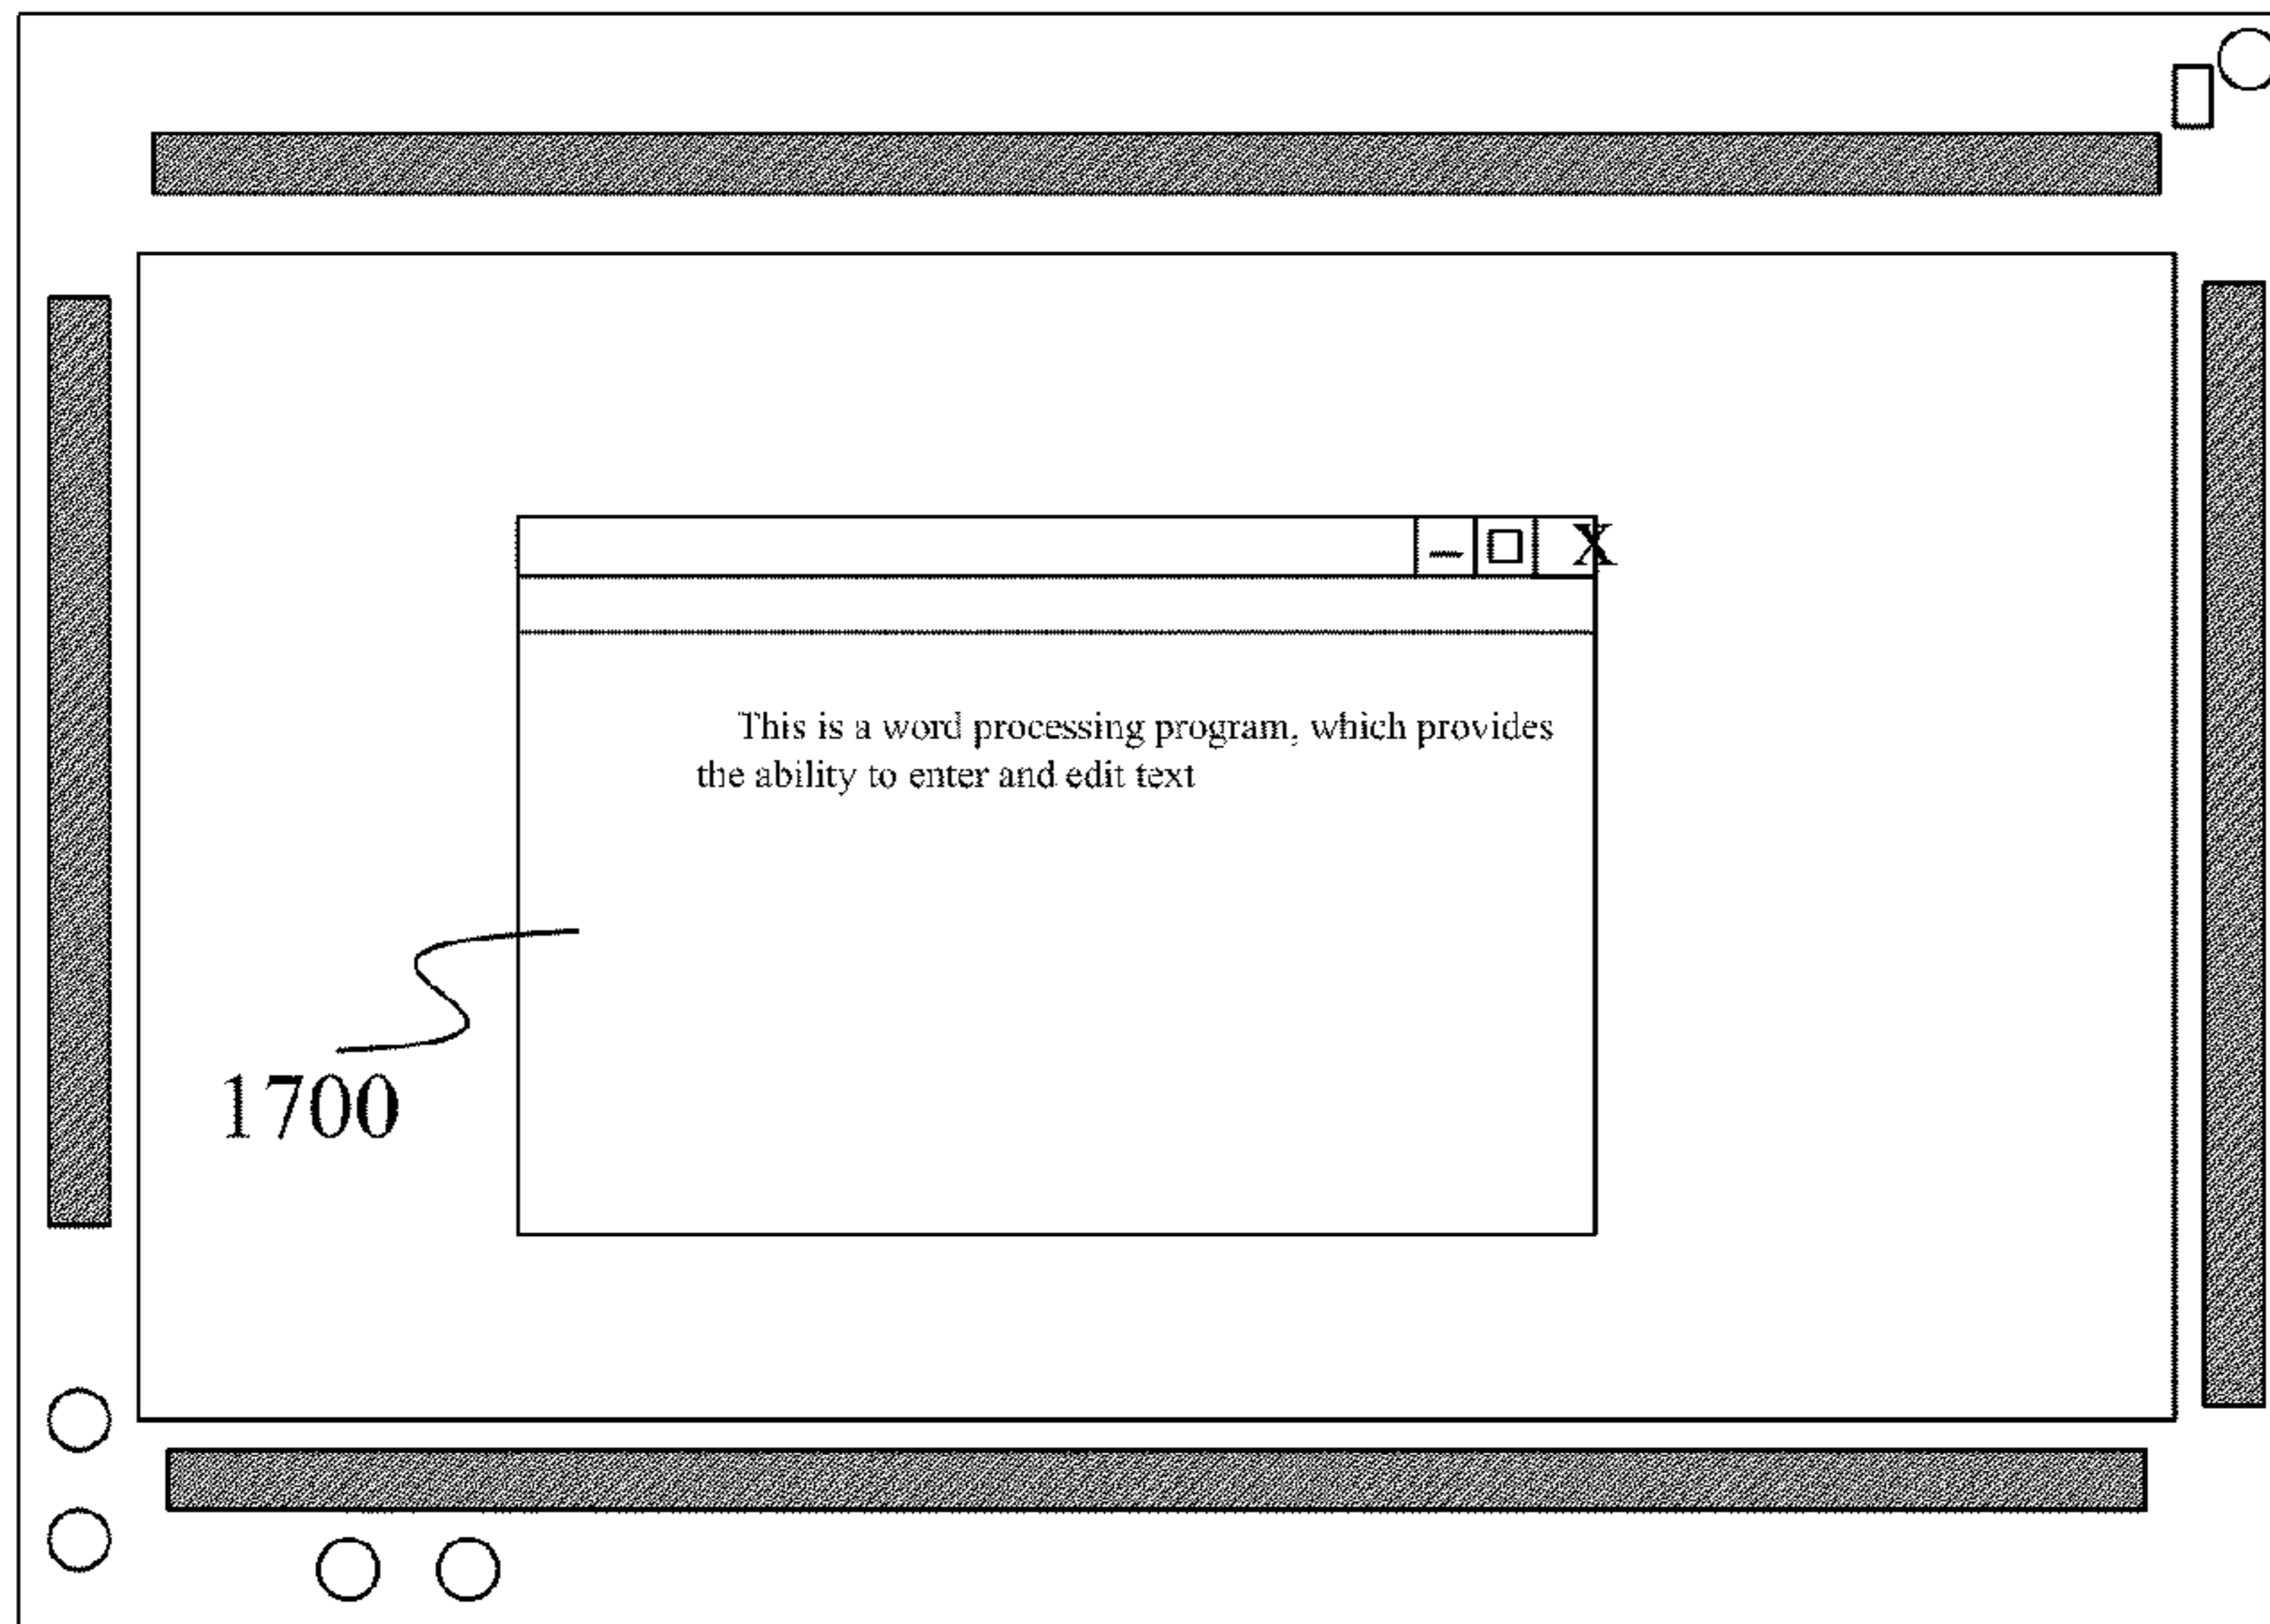 X
This is a word processing program, which provides
the ability to enter and edit text
1700